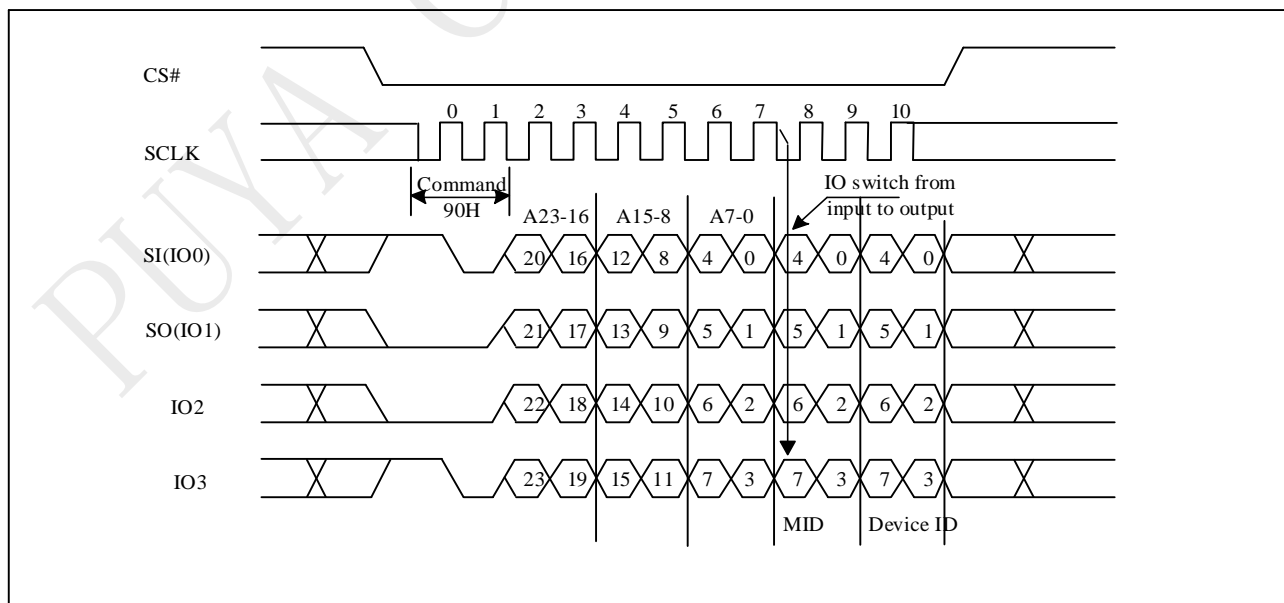 PUYA
CS#
0 1 2 3 4 5 6 7 8 9 10
SCLK
Command
90H
IO switch from
input to output
A23-16 A15-8 A7-0
SI(IO0)
20 16 12 8 4 0 4 0 4 0
SO(IO1)
21 17 13 9 5 1 5 1 5 1
IO2
22 18 14 10 6 2 6 2 6 2
IO3
23 19 15 11 7 3 7 3 7 3
MID Device ID